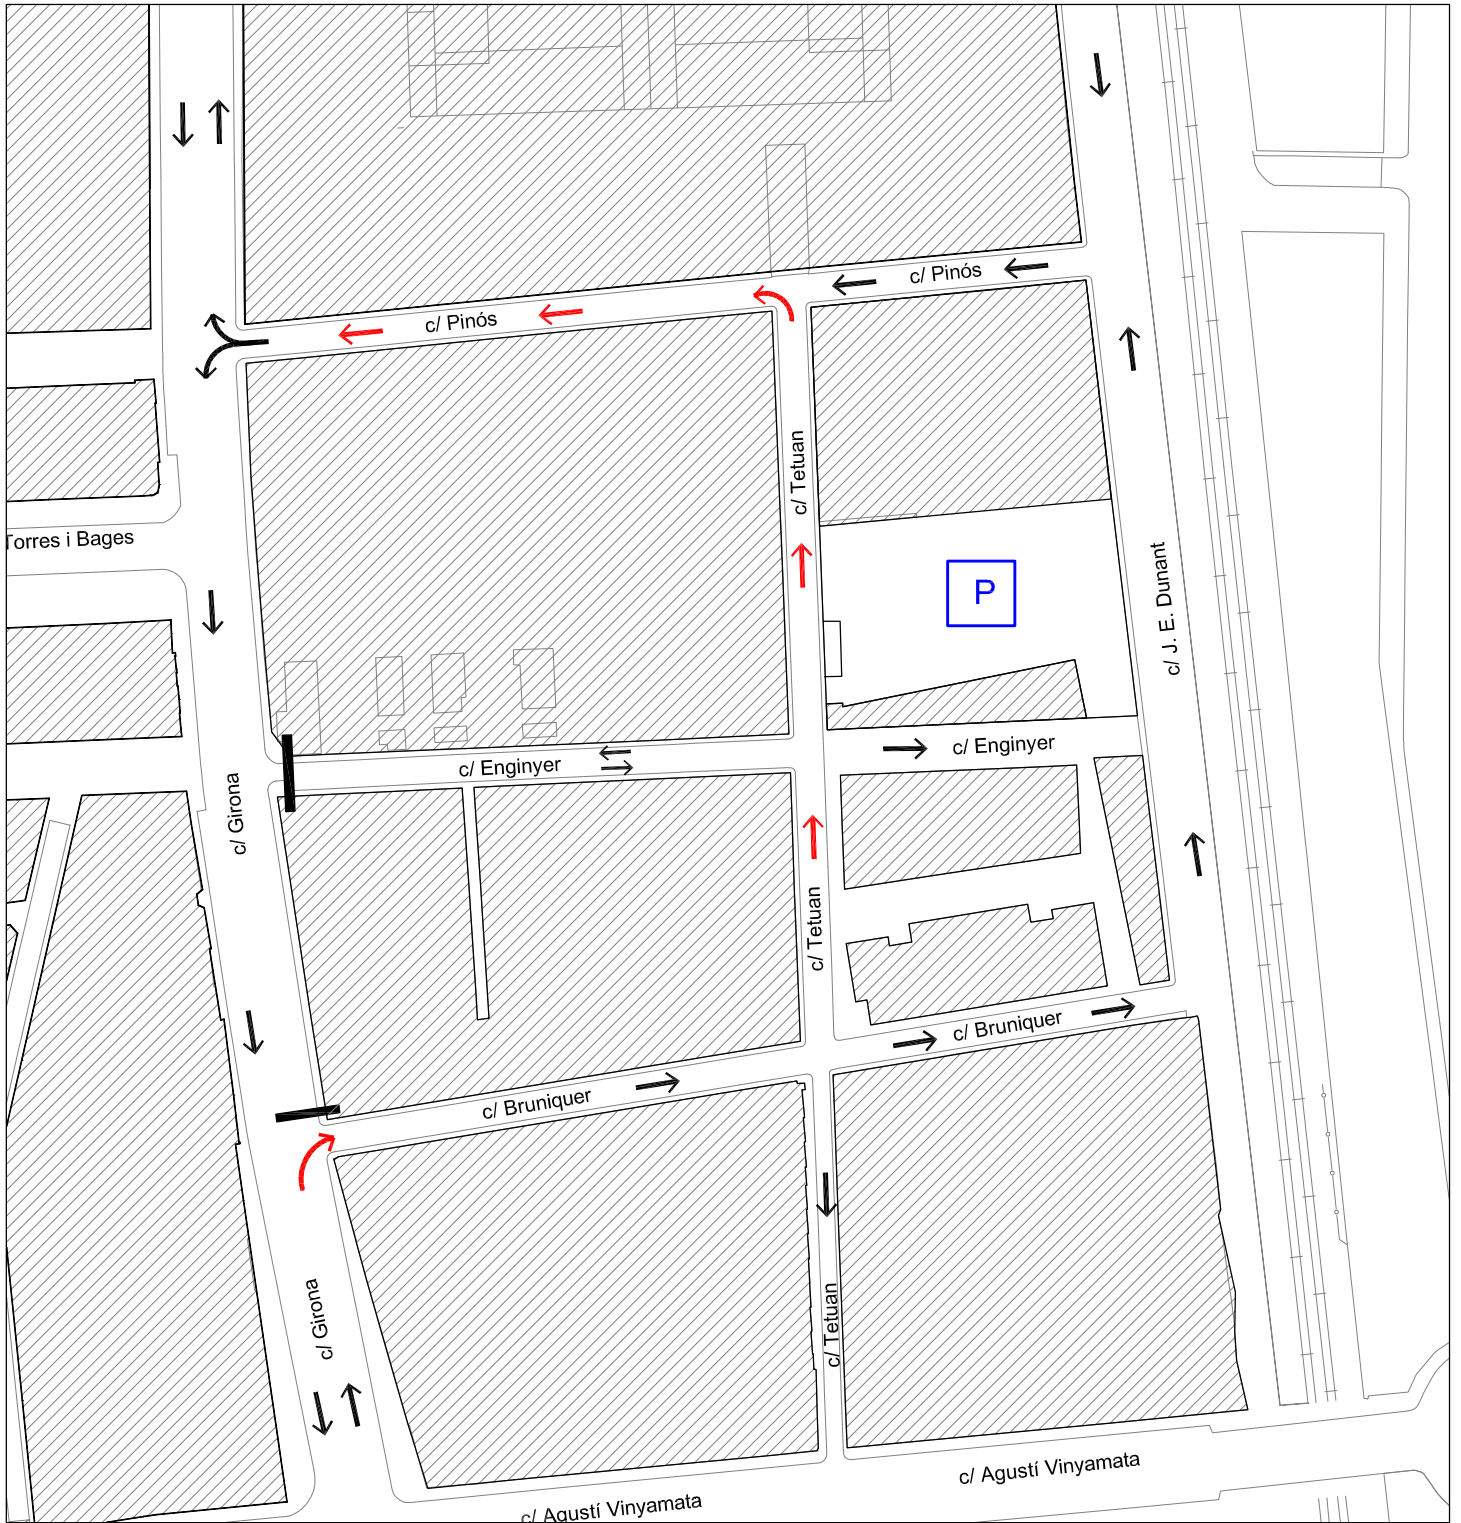 c/ Pinós
c/ Pinós
c/ Tetuan
Torres i Bages
P
c/ J. E. Dunant
c/ Enginyer
c/ Enginyer
c/ Girona
c/ Tetuan
c/ Bruniquer
c/ Bruniquer
c/ Girona
c/ Tetuan
c/ Agustí Vinyamata
c/ Agustí Vinyamata